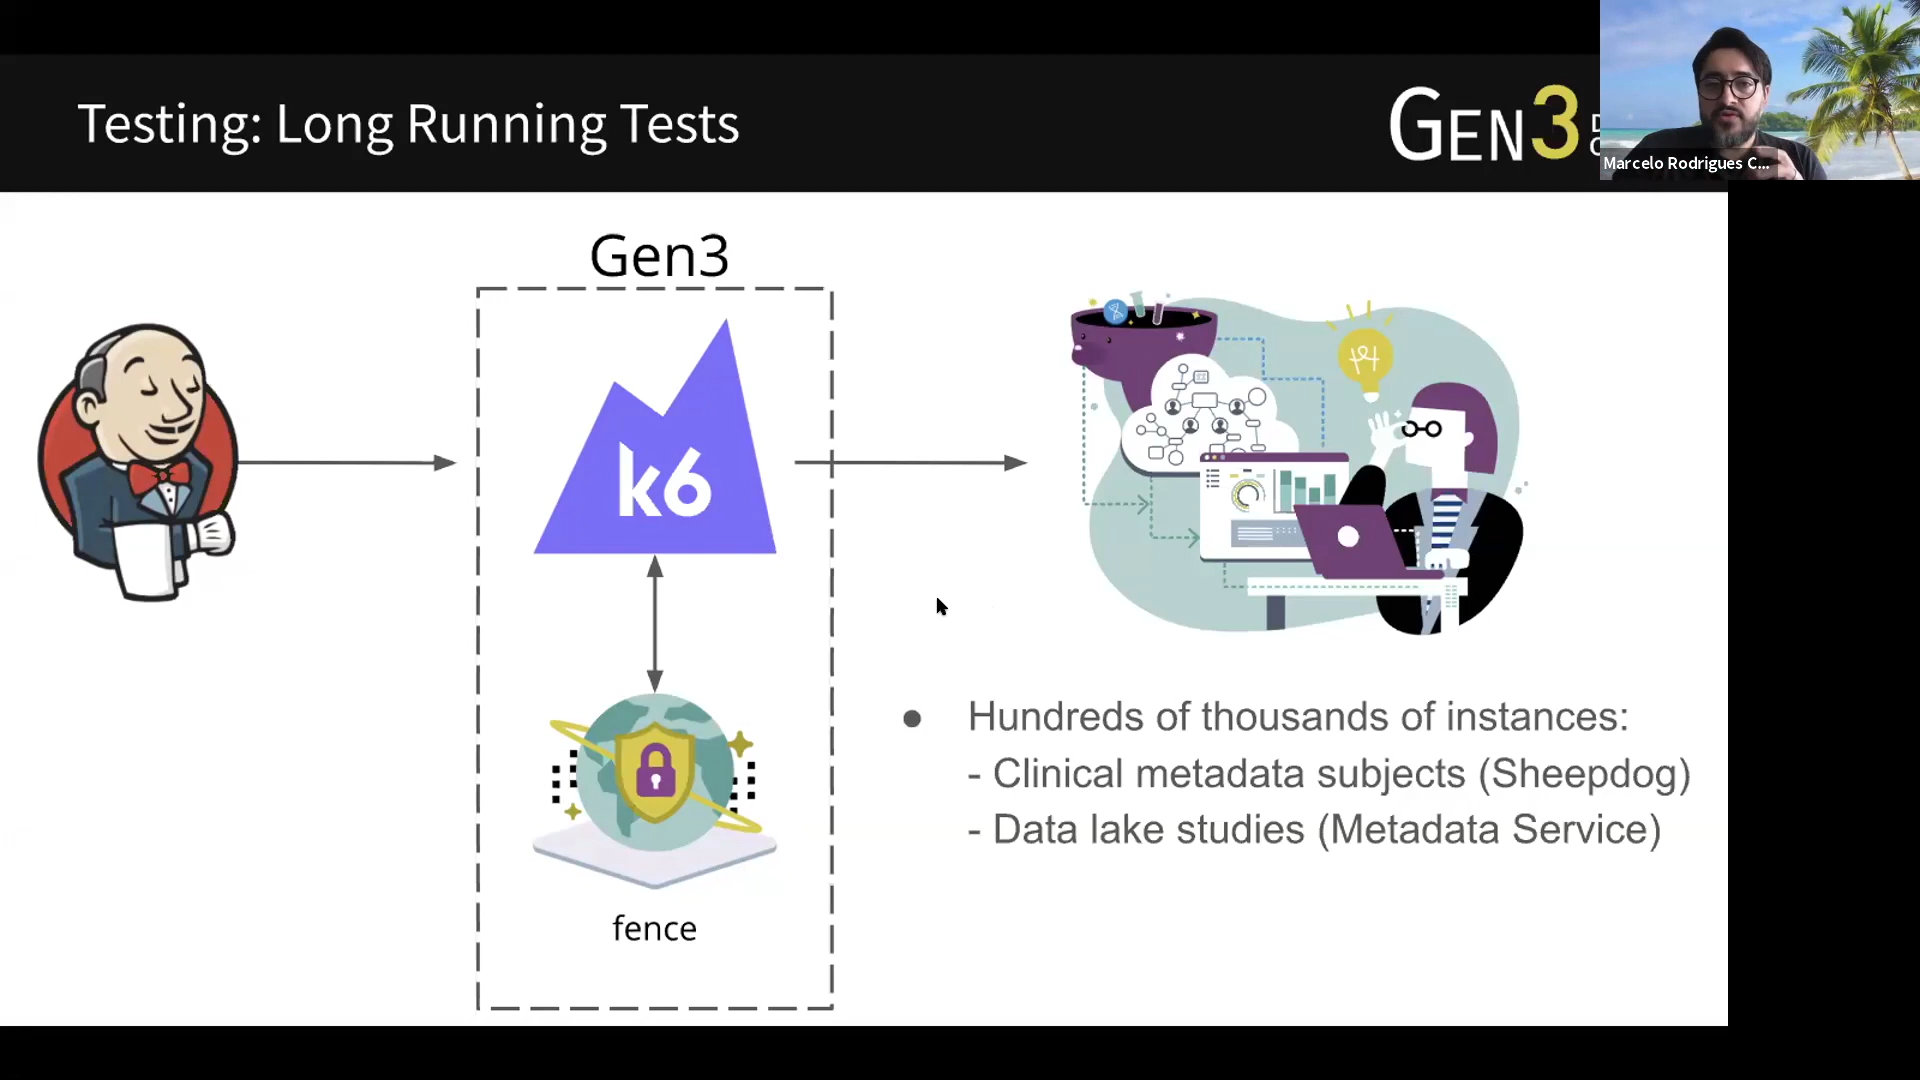 Testing: Long Running Tests
GEN3
Marcelo Rodrigues C...
Gen3
k6
fence
● Hundreds of thousands of instances:
- Clinical metadata subjects (Sheepdog)
- Data lake studies (Metadata Service)